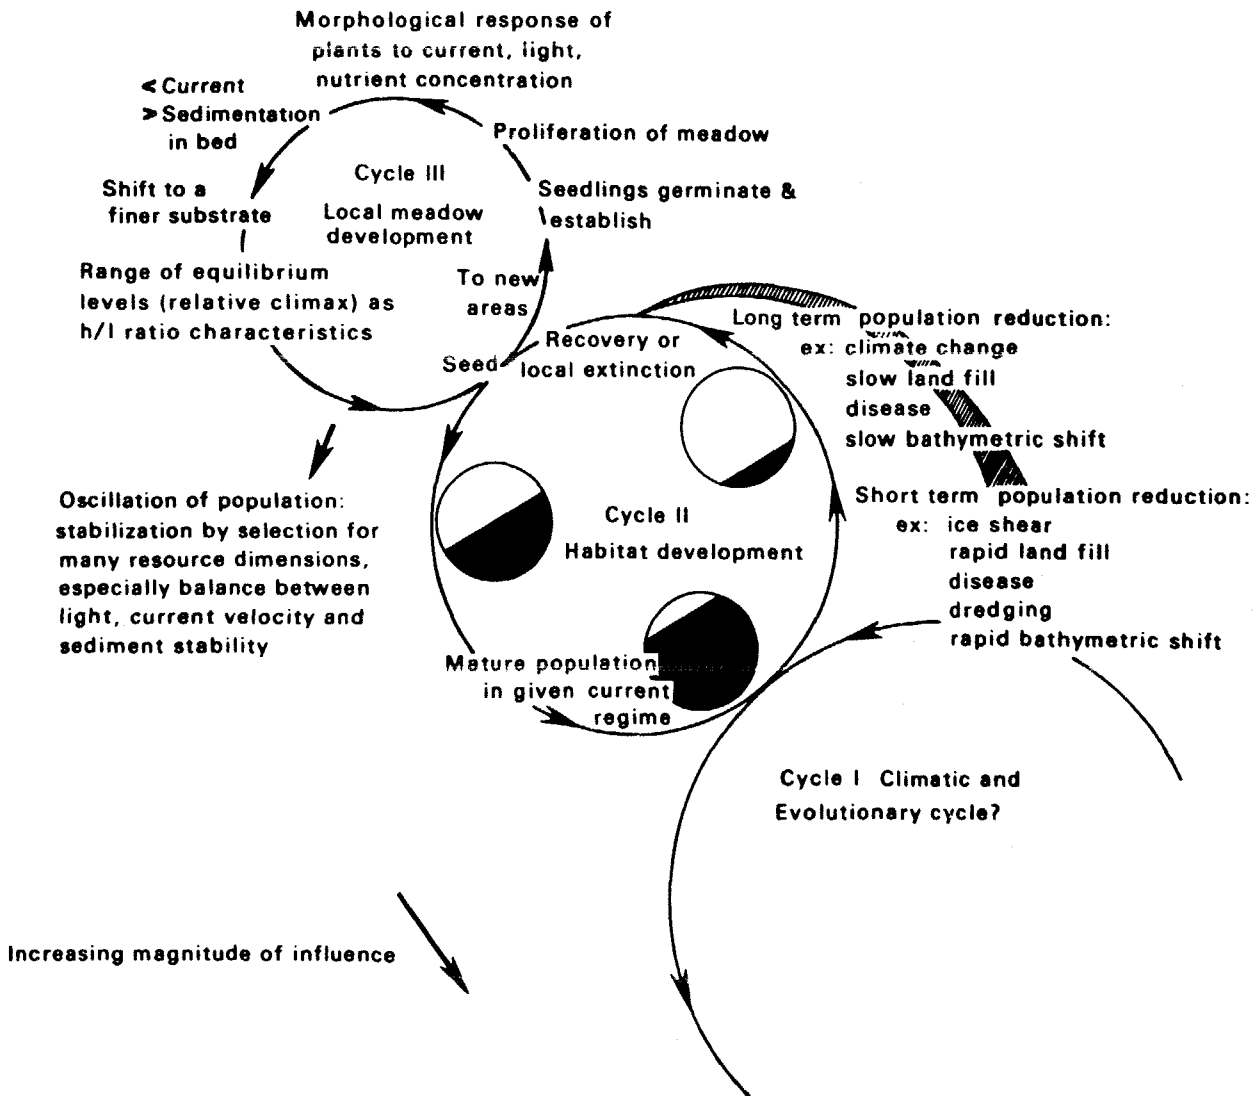 Morphological response of
plants to current, light,
nutrient concentration
< Current
> Sedimentation
in bed
Proliferation of meadow
Cycle III
Local meadow
development
Shift to a
finer substrate
Seedlings germinate &
establish
Range of equilibrium
levels (relative climax) as
h/l ratio characteristics
To new
areas
Seed
Recovery or
local extinction
Long term population reduction:
ex: climate change
slow land fill
disease
slow bathymetric shift
Short term population reduction:
ex: ice shear
rapid land fill
disease
dredging
rapid bathymetric shift
Oscillation of population:
stabilization by selection for
many resource dimensions,
especially balance between
light, current velocity and
sediment stability
Cycle II
Habitat development
Mature population
in given current
regime
Cycle I Climatic and
Evolutionary cycle?
Increasing magnitude of influence